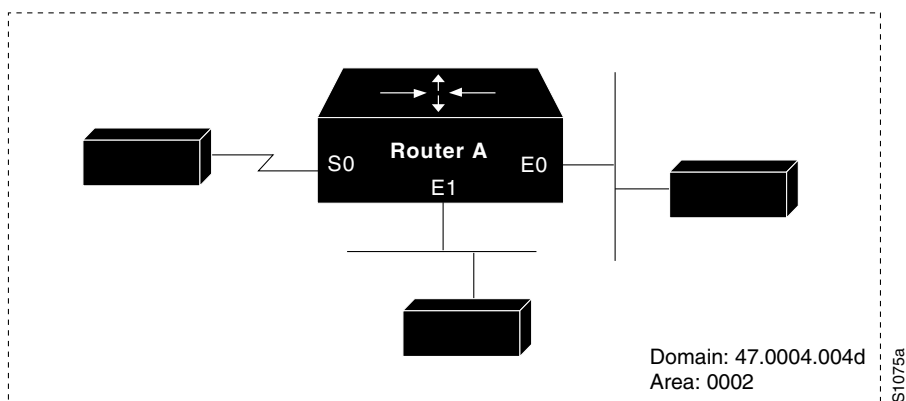 Router A
S0
E0
E1
Domain: 47.0004.004d
Area: 0002
S1075a